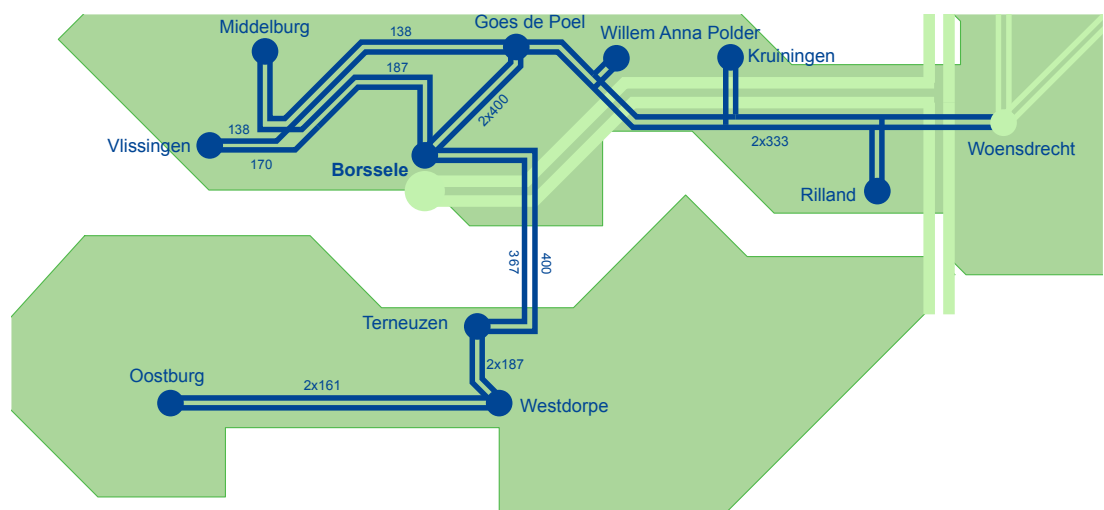 Goes de Poel
Middelburg
138
Willem Anna Polder
Kruiningen
187
2x400
138
Vlissingen
170
Borssele
2x333
Woensdrecht
Rilland
367
400
Terneuzen
2x187
Oostburg
2x161
Westdorpe